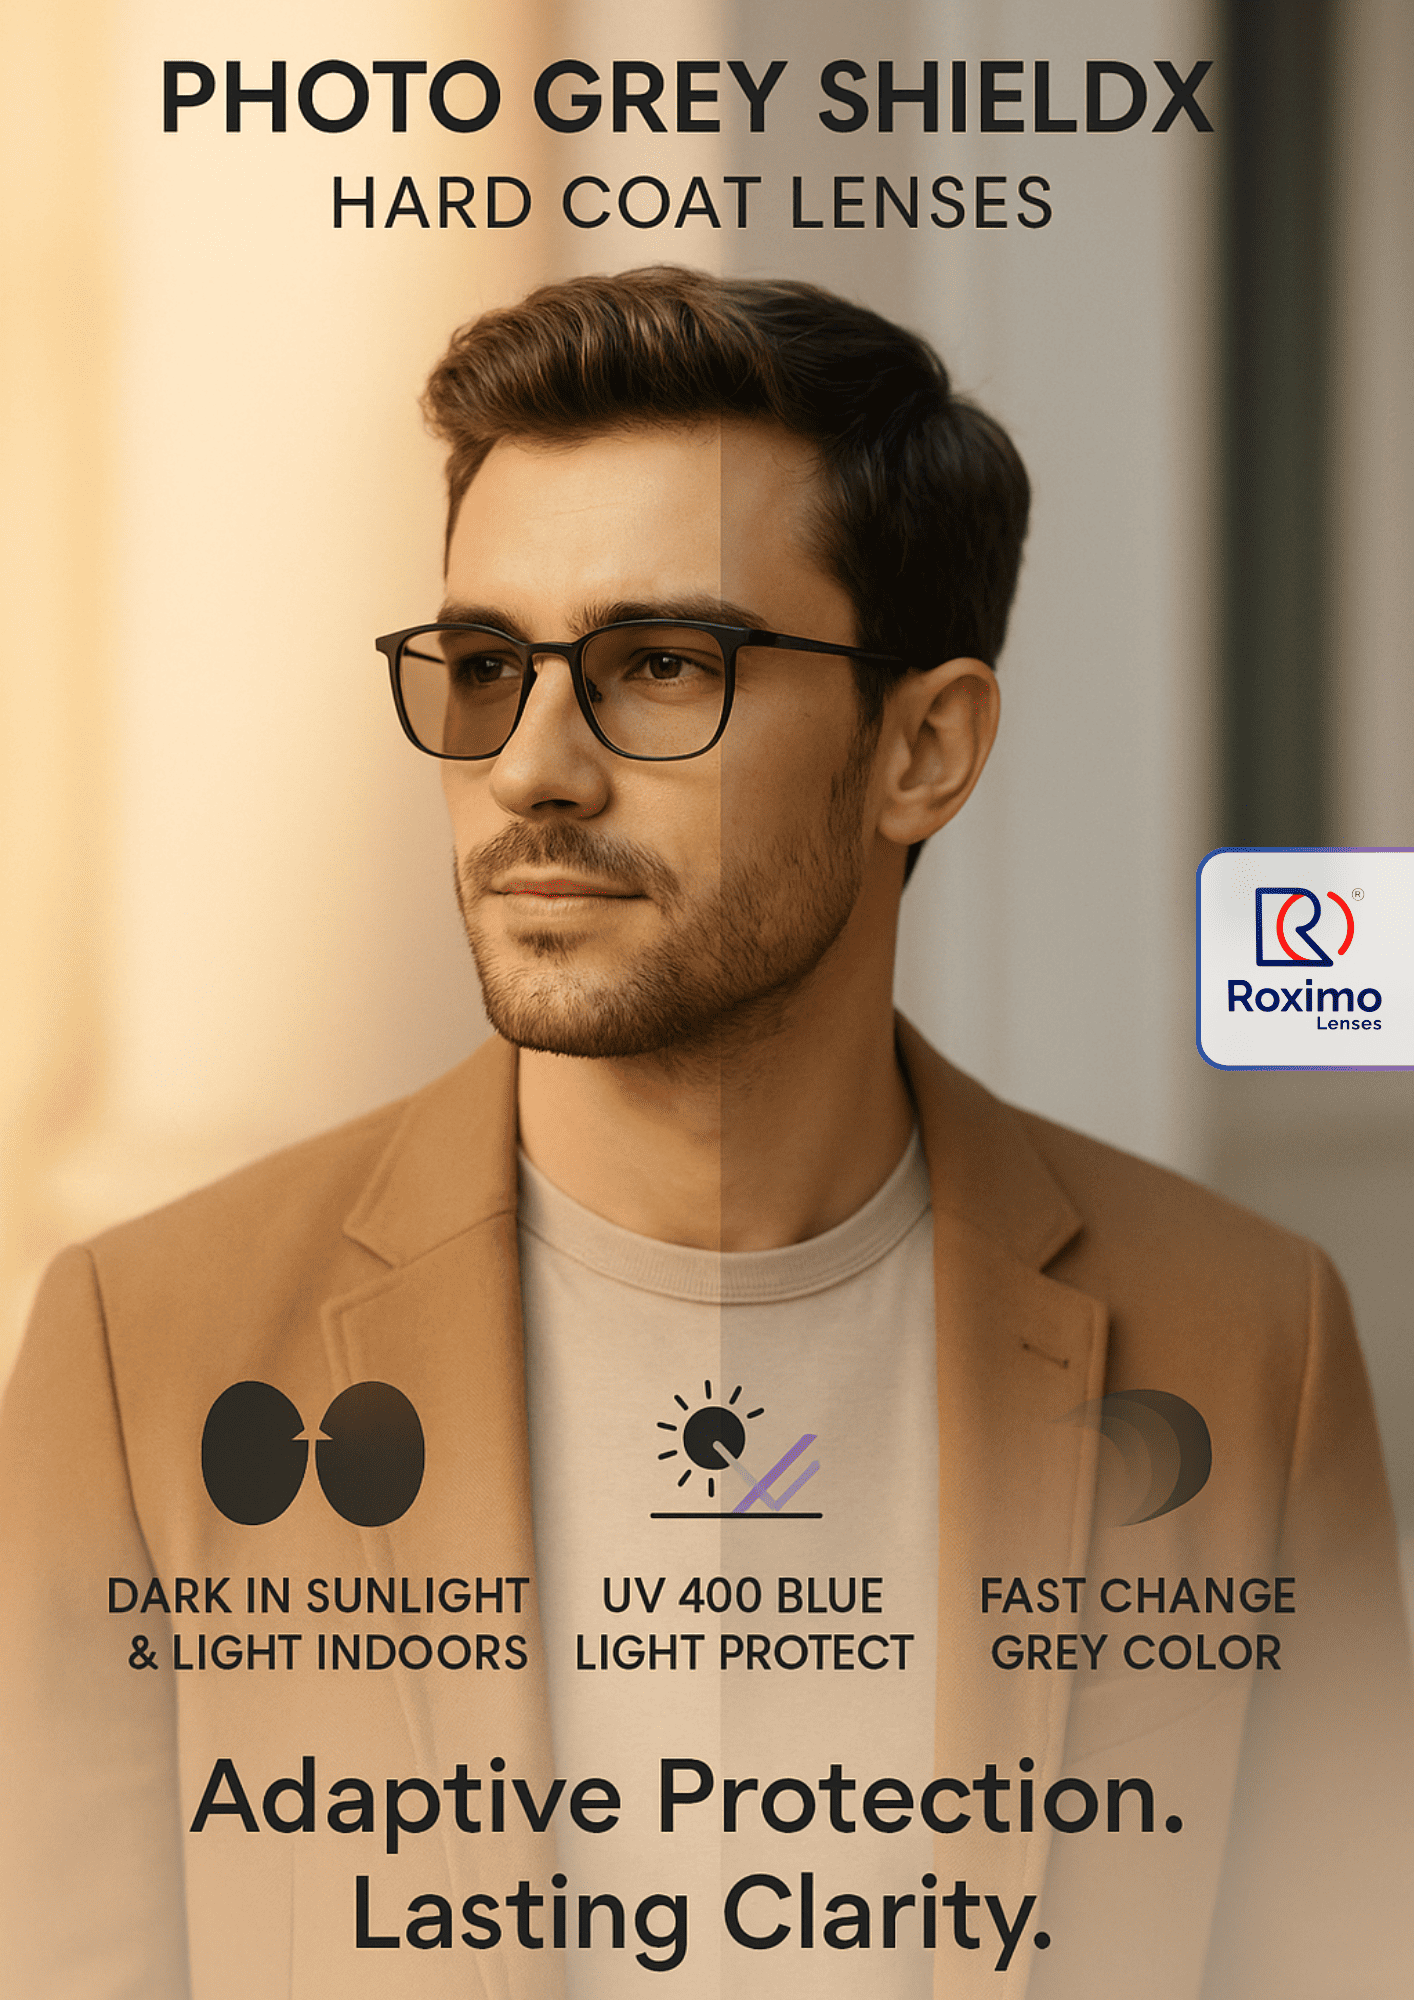 PHOTO GREY SHIELDX
HARD COAT LENSES
R ®
Roximo
Lenses
DARK IN SUNLIGHT
& LIGHT INDOORS
UV 400 BLUE
LIGHT PROTECT
FAST CHANGE
GREY COLOR
Adaptive Protection.
Lasting Clarity.